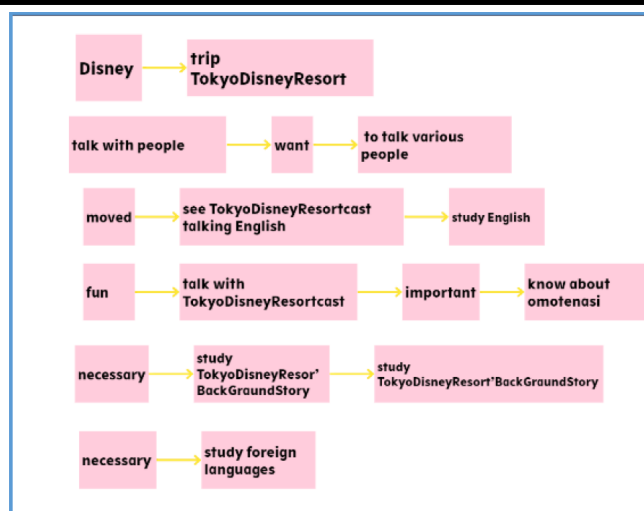 Disney
trip
TokyoDisneyResort
talk with people
want
to talk various
people
moved
see TokyoDisneyResortcast
talking English
study English
fun
talk with
TokyoDisneyResortcast
important
know about
omotenasi
necessary
study
TokyoDisneyResor'
BackGraundStory
study
TokyoDisneyResort'BackGraundStory
necessary
study foreign
languages